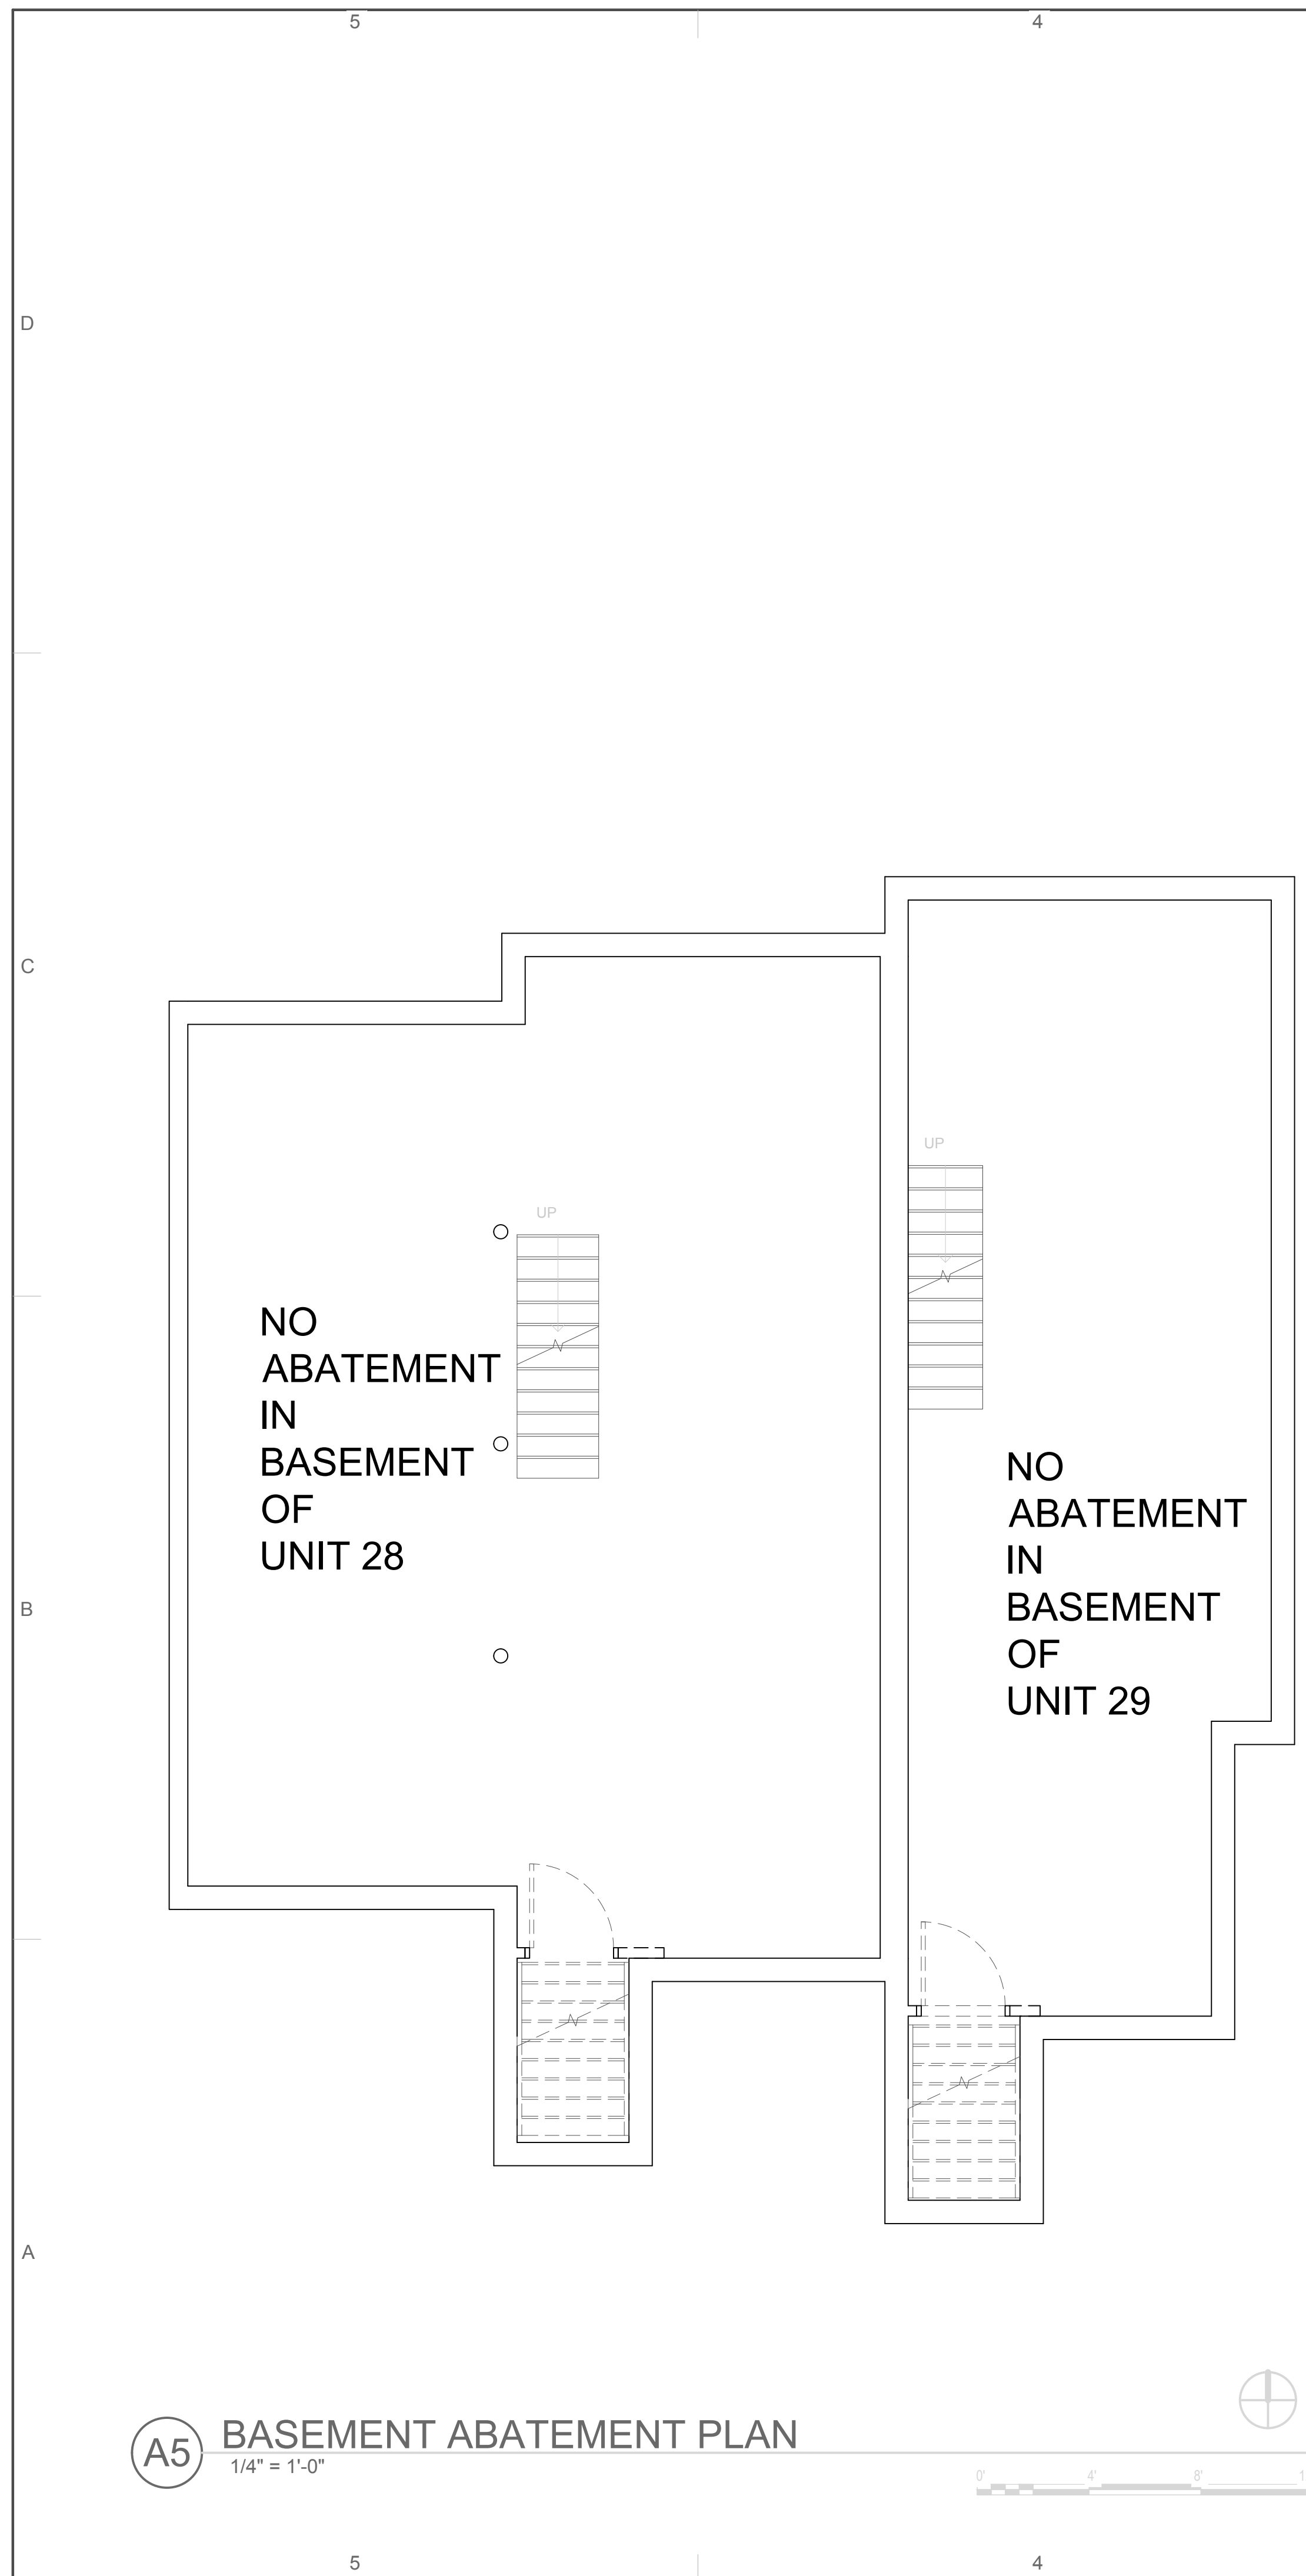 5 4
D
C
UP
UP
NO
ABATEMENT
IN
BASEMENT
OF
UNIT 28
NO
ABATEMENT
IN
BASEMENT
OF
UNIT 29
B
A
A5 BASEMENT ABATEMENT PLAN
1/4" = 1'-0"
0' 4' 8'
5 4